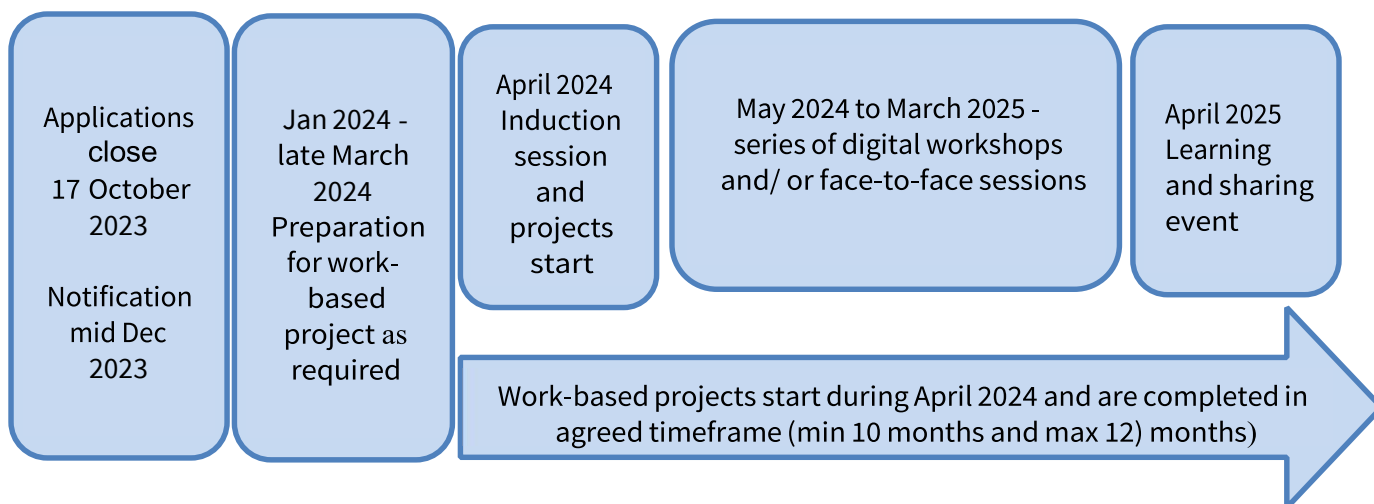 Applications
close
17 October
2023
Notification
mid Dec
2023
Jan 2024 -
late March
2024
Preparation
for work-
based
project as
required
April 2024
Induction
session
and
projects
start
May 2024 to March 2025 -
series of digital workshops
and/ or face-to-face sessions
April 2025
Learning
and sharing
event
Work-based projects start during April 2024 and are completed in
agreed timeframe (min 10 months and max 12) months)